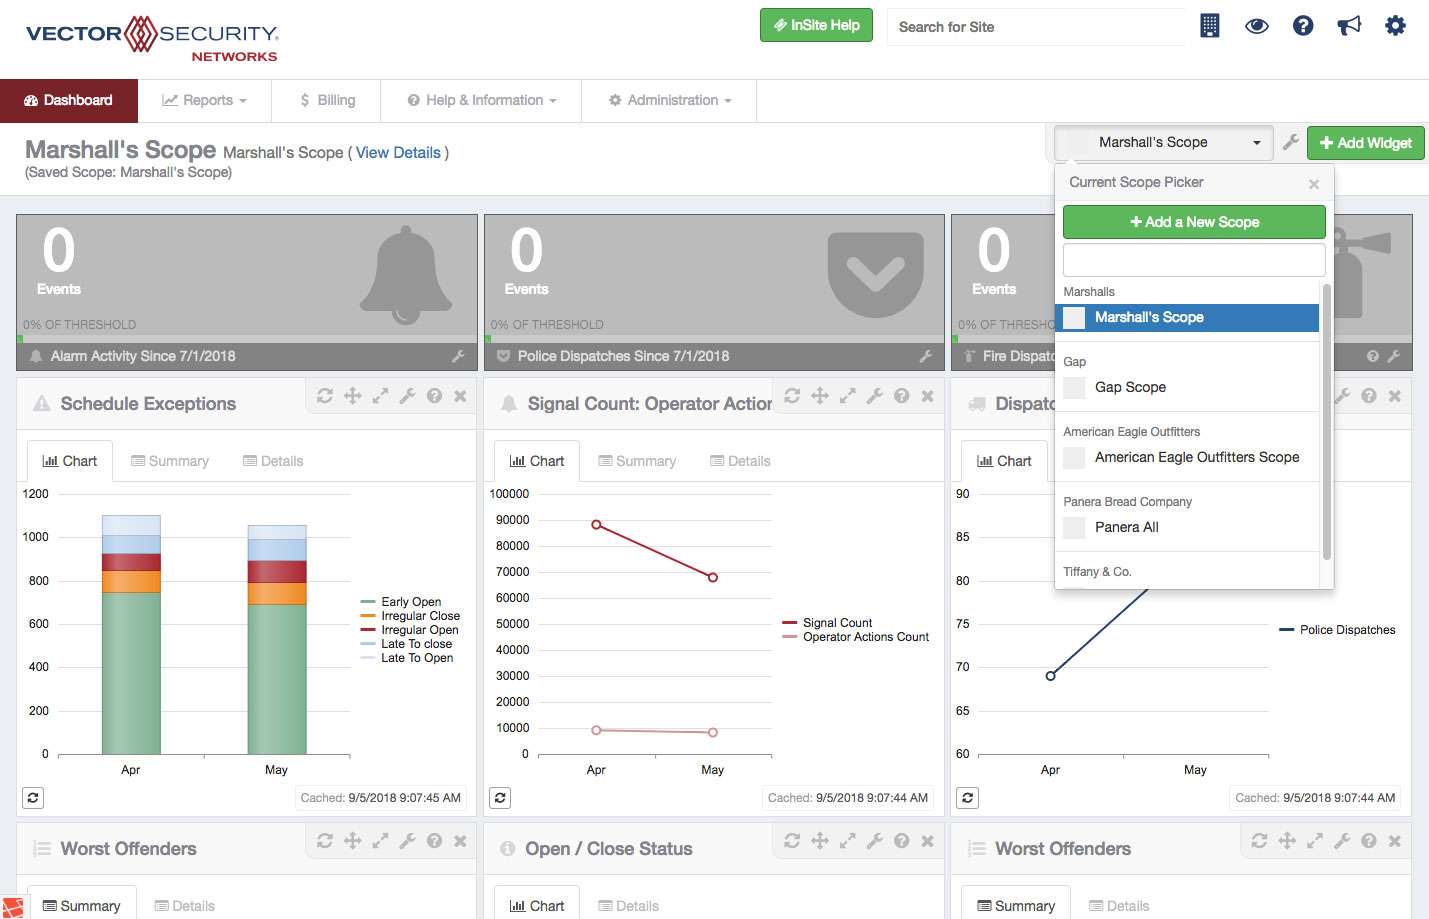 VECTOR SECURITY
NETWORKS
InSite Help
Search for Site
Dashboard
Reports
$ Billing
Help & Information
Administration
Marshall's Scope Marshall's Scope ( View Details )
(Saved Scope: Marshall's Scope)
Marshall's Scope
+ Add Widget
Current Scope Picker
+ Add a New Scope
Marshalls
Marshall's Scope
Gap
Gap Scope
American Eagle Outfitters
American Eagle Outfitters Scope
Panera Bread Company
Panera All
Tiffany & Co.
0
Events
0% OF THRESHOLD
Alarm Activity Since 7/1/2018
0
Events
0% OF THRESHOLD
Police Dispatches Since 7/1/2018
0
Events
0% OF THRESHO
Fire Dispatc
Schedule Exceptions
Chart
Summary
Details
1200
1000
800
600
400
200
0
Apr
May
Early Open
Irregular Close
Irregular Open
Late To close
Late To Open
Cached: 9/5/2018 9:07:45 AM
Signal Count: Operator Action
Chart
Summary
Details
100000
90000
80000
70000
60000
50000
40000
30000
20000
10000
0
Apr
May
Signal Count
Operator Actions Count
Cached: 9/5/2018 9:07:44 AM
Dispatc
Chart
90
85
80
75
70
65
60
Apr
May
Police Dispatches
Cached: 9/5/2018 9:07:44 AM
Worst Offenders
Summary
Details
Open / Close Status
Chart
Details
Worst Offenders
Summary
Details